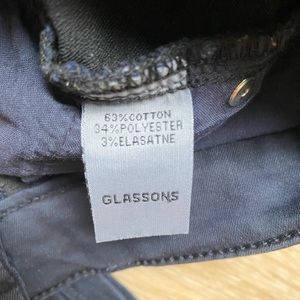 63%COTTON
34%POLYESTER
3%ELASATNE
GLASSONS